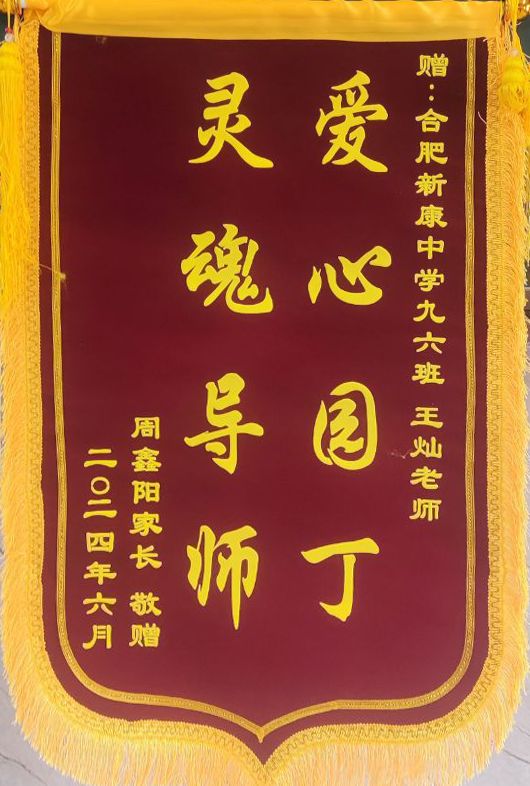 赠：合肥新康中学九六班 王灿老师
爱心园丁
灵魂导师
周鑫阳家长 敬赠
二〇二四年六月